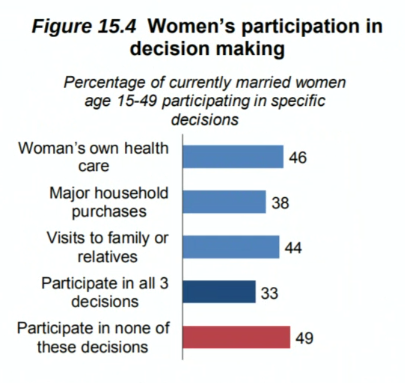 Figure 15.4 Women’s participation in
decision making
Percentage of currently married women
age 15-49 participating in specific
decisions
Woman’s own health
care
46
Major household
purchases
38
Visits to family or
relatives
44
Participate in all 3
decisions
33
Participate in none of
these decisions
49